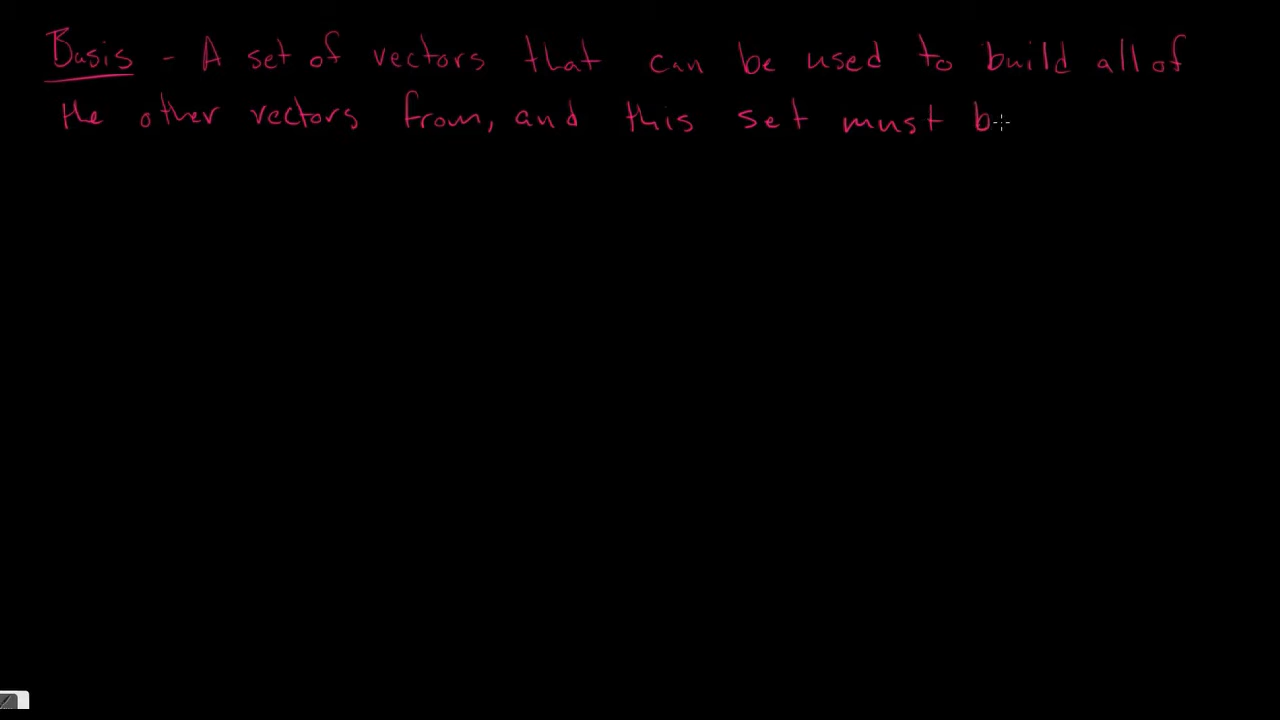 Basis - A set of vectors that can be used to build all of
the other vectors from, and this set must b